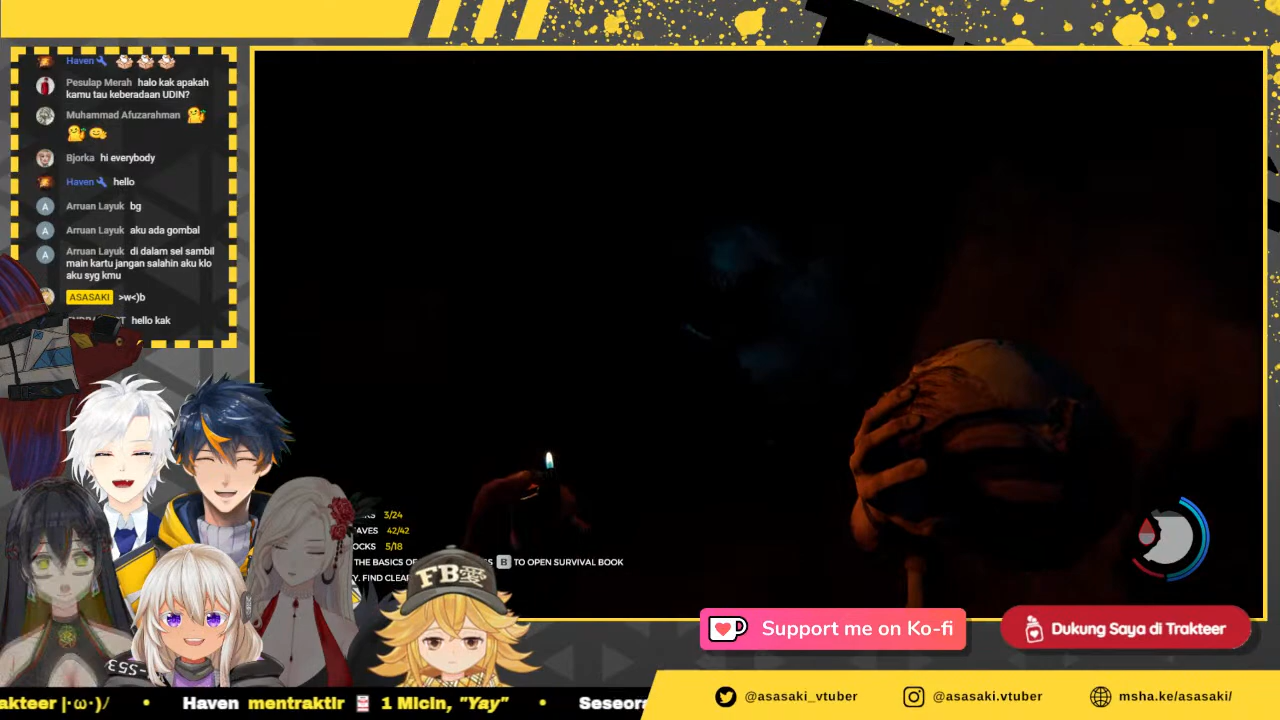 Haven
Pesulap Merah halo kak apakah
kamu tau keberadaan UDIN?
Muhammad Afuzarahman
Bjorka hi everybody
Haven hello
Arruan Layuk bg
Arruan Layuk aku ada gombal
Arruan Layuk di dalam sel sambil
main kartu jangan salahin aku klo
aku syg kmu
ASASAKI >w<)b
hello kak
3/24
42/42
5/18
THE BASICS B TO OPEN SURVIVAL BOOK
FIND
FB
553-
Support me on Ko-fi
Dukung Saya di Trakteer
akteer |·ω·)/ • Haven mentraktir 1 Micin, "Yay" • Seseora
@asasaki_vtuber
@asasaki.vtuber
msha.ke/asasaki/